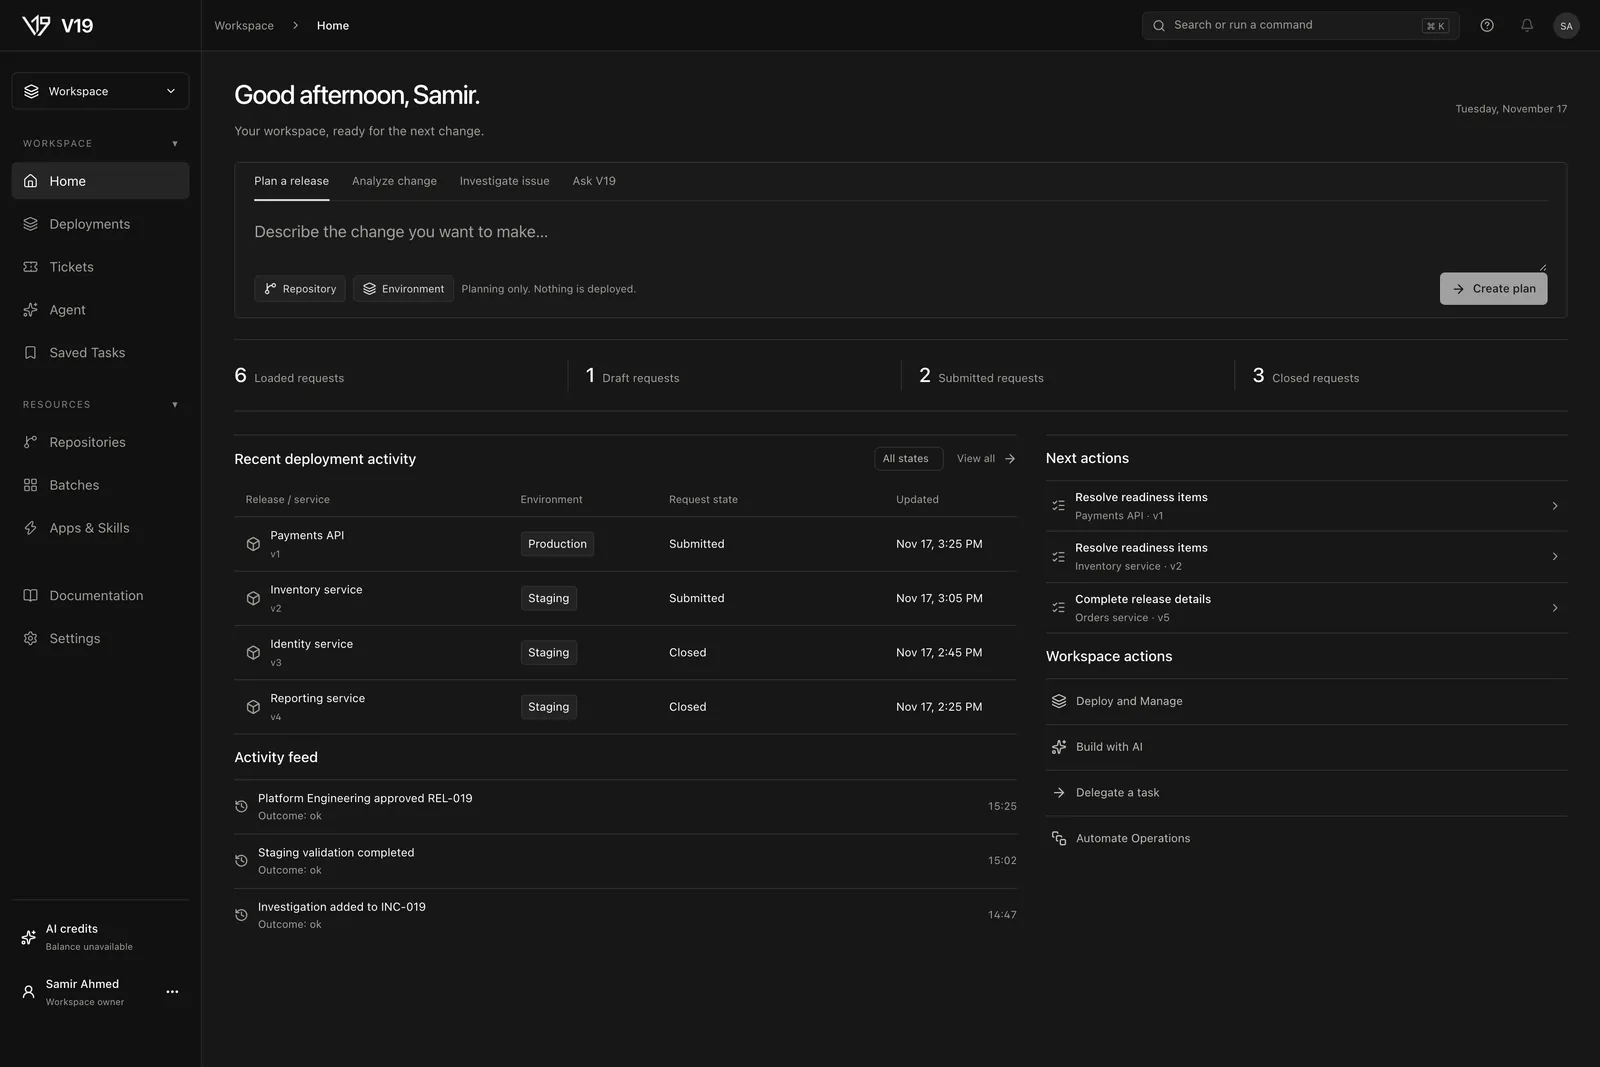 V19
Workspace
WORKSPACE
Home
Deployments
Tickets
Agent
Saved Tasks
RESOURCES
Repositories
Batches
Apps & Skills
Documentation
Settings
AI credits
Balance unavailable
Samir Ahmed
Workspace owner
Workspace Home
Search or run a command ⌘ K
SA
Good afternoon, Samir.
Your workspace, ready for the next change.
Tuesday, November 17
Plan a release Analyze change Investigate issue Ask V19
Describe the change you want to make...
Repository Environment Planning only. Nothing is deployed. Create plan
6 Loaded requests 1 Draft requests 2 Submitted requests 3 Closed requests
Recent deployment activity All states View all
Release / service Environment Request state Updated
Payments API Production Submitted Nov 17, 3:25 PM
v1
Inventory service Staging Submitted Nov 17, 3:05 PM
v2
Identity service Staging Closed Nov 17, 2:45 PM
v3
Reporting service Staging Closed Nov 17, 2:25 PM
v4
Activity feed
Platform Engineering approved REL-019 15:25
Outcome: ok
Staging validation completed 15:02
Outcome: ok
Investigation added to INC-019 14:47
Outcome: ok
Next actions
Resolve readiness items
Payments API · v1
Resolve readiness items
Inventory service · v2
Complete release details
Orders service · v5
Workspace actions
Deploy and Manage
Build with AI
Delegate a task
Automate Operations